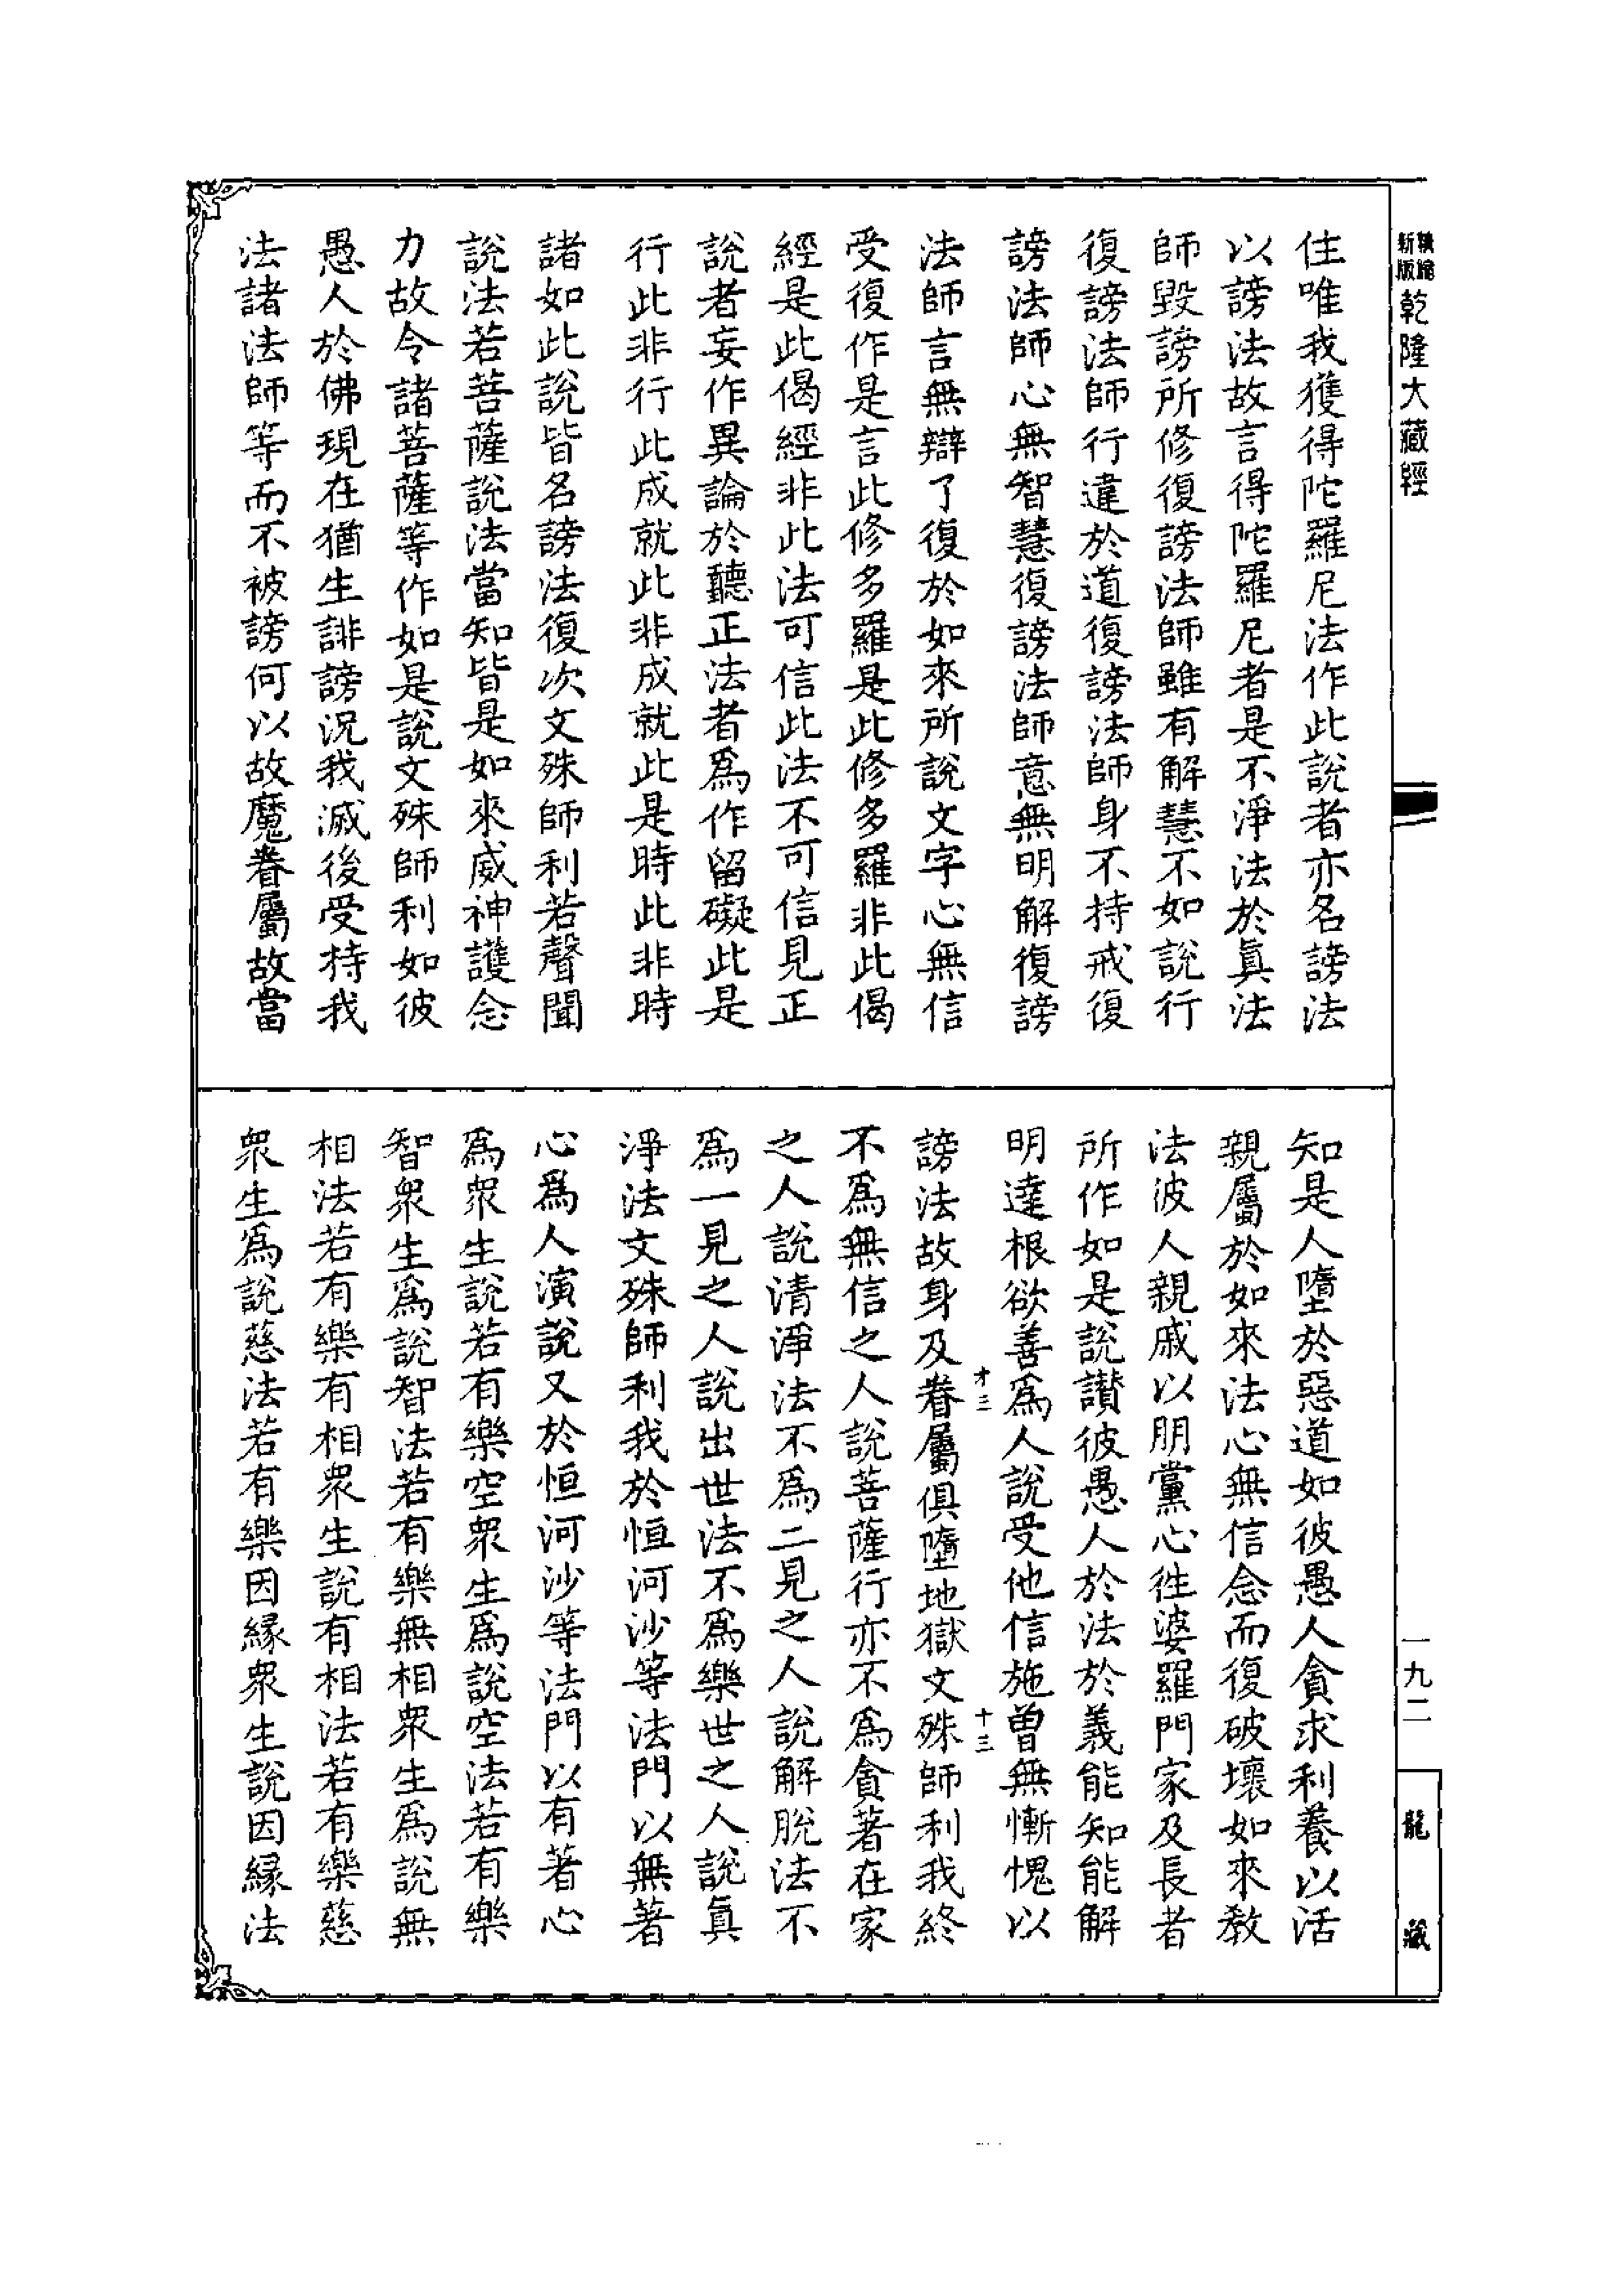 新版
乾隆大藏經
住唯我獲得陀羅尼法作此說者亦名謗法
以謗法故言得陀羅尼者是不淨法於眞法
師毀謗所修復謗法師雖有解慧不如說行
復謗法師行違於道復謗法師身不持戒復
謗法師心無智慧復謗法師意無明解復謗
法師言無辯了復於如來所說文字心無信
受復作是言此修多羅是此修多羅非此偈
經是此偈經非此法可信此法不可信見正
說者妄作異論於聽正法者爲作留礙此是
行此非行此成就此非成就此是時此非時
諸如此說皆名謗法復次文殊師利若聲聞
說法若菩薩說法當知皆是如來威神護念
力故令諸菩薩等作如是說文殊師利如彼
愚人於佛現在猶生誹謗況我滅後受持我
法諸法師等而不被謗何以故魔眷屬故當
知是人墮於惡道如彼愚人貪求利養以活
親屬於如來法心無信念而復破壞如來教
法彼人親戚以朋黨心徃婆羅門家及長者
所作如是說讃彼愚人於法於義能知能解
明達根欲善爲人說受他信施曾無慚愧以
謗法故身及眷屬俱墮地獄文殊師利我終
不爲無信之人說菩薩行亦不爲貪著在家
之人說清淨法不爲二見之人說解脫法不
爲一見之人說出世法不爲樂世之人說眞
淨法文殊師利我於恒河沙等法門以無著
心爲人演說又於恒河沙等法門以有著心
爲衆生說若有樂空衆生爲說空法若有樂
智衆生爲說智法若有樂無相衆生爲說無
相法若有樂有相衆生說有相法若有樂慈
衆生爲說慈法若有樂因緣衆生說因緣法
十三
一九二
龍藏